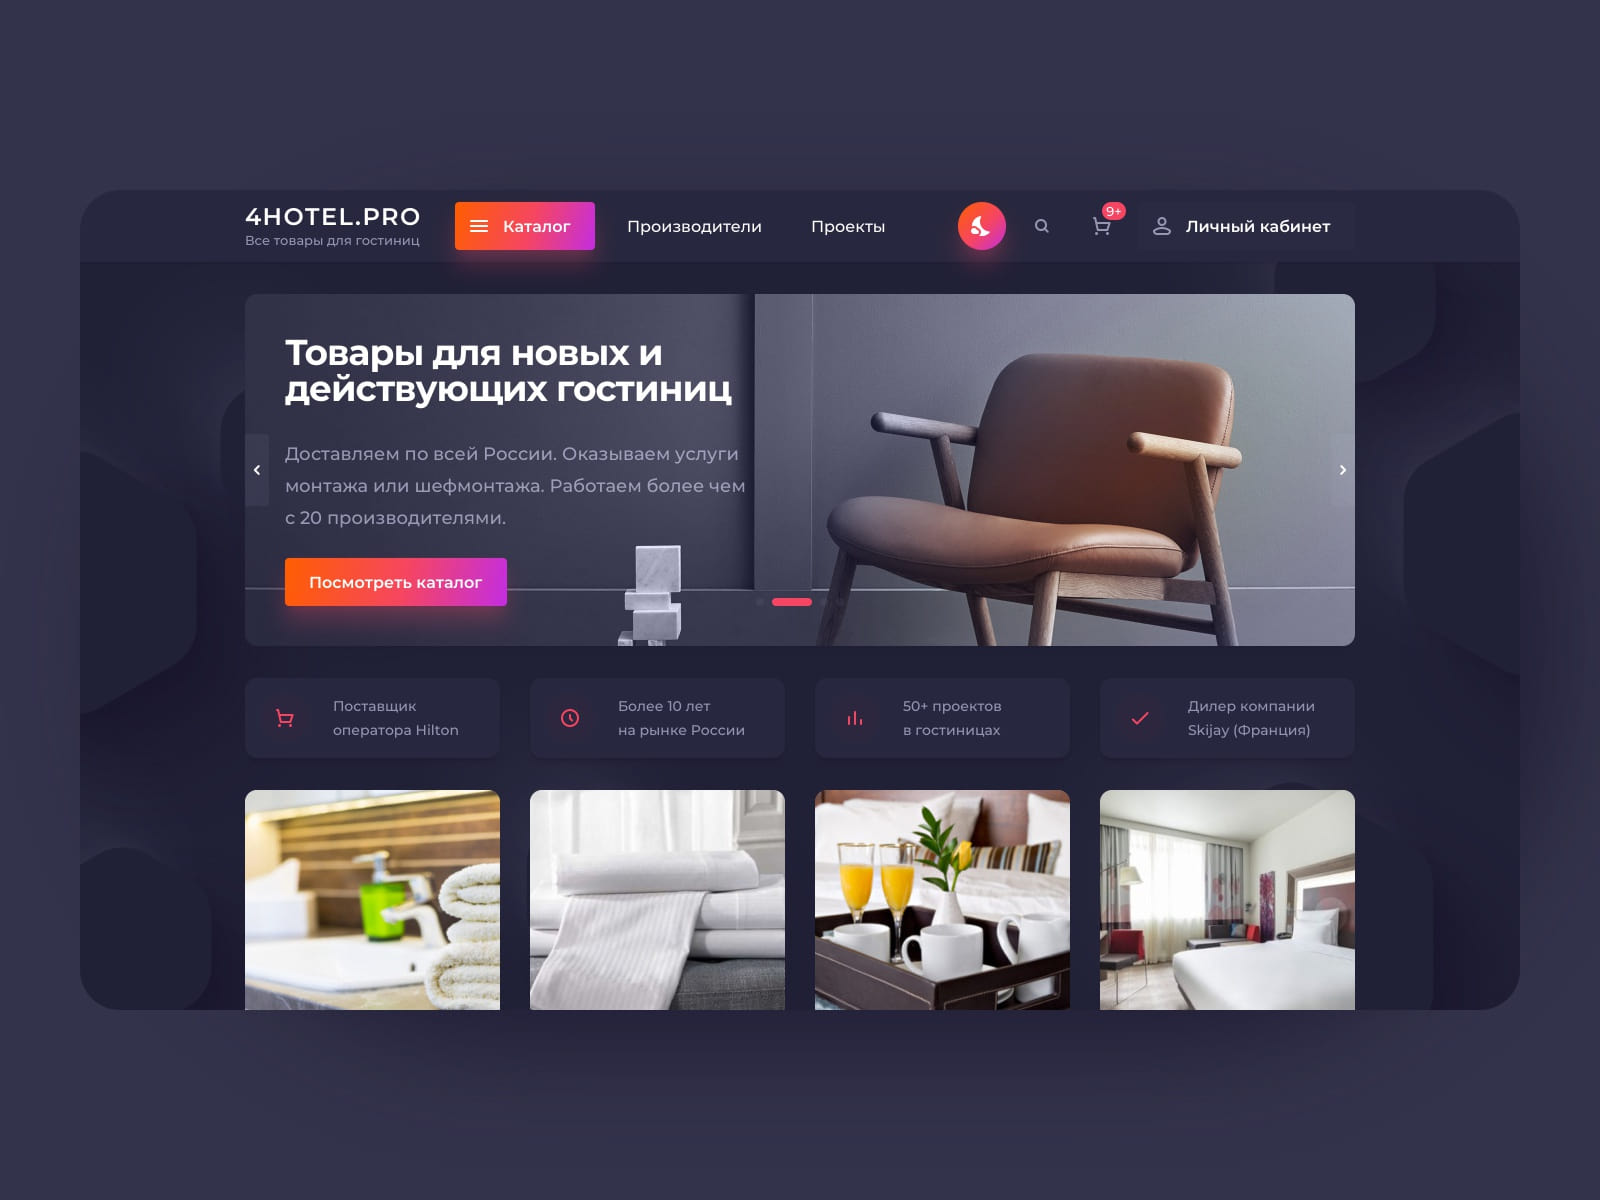 4HOTEL.PRO
Все товары для гостиниц
Каталог
Производители
Проекты
9+
Личный кабинет
Товары для новых и
действующих гостиниц
Доставляем по всей России. Оказываем услуги
монтажа или шефмонтажа. Работаем более чем
с 20 производителями.
Посмотреть каталог
Поставщик
оператора Hilton
Более 10 лет
на рынке России
50+ проектов
в гостиницах
Дилер компании
Skijay (Франция)